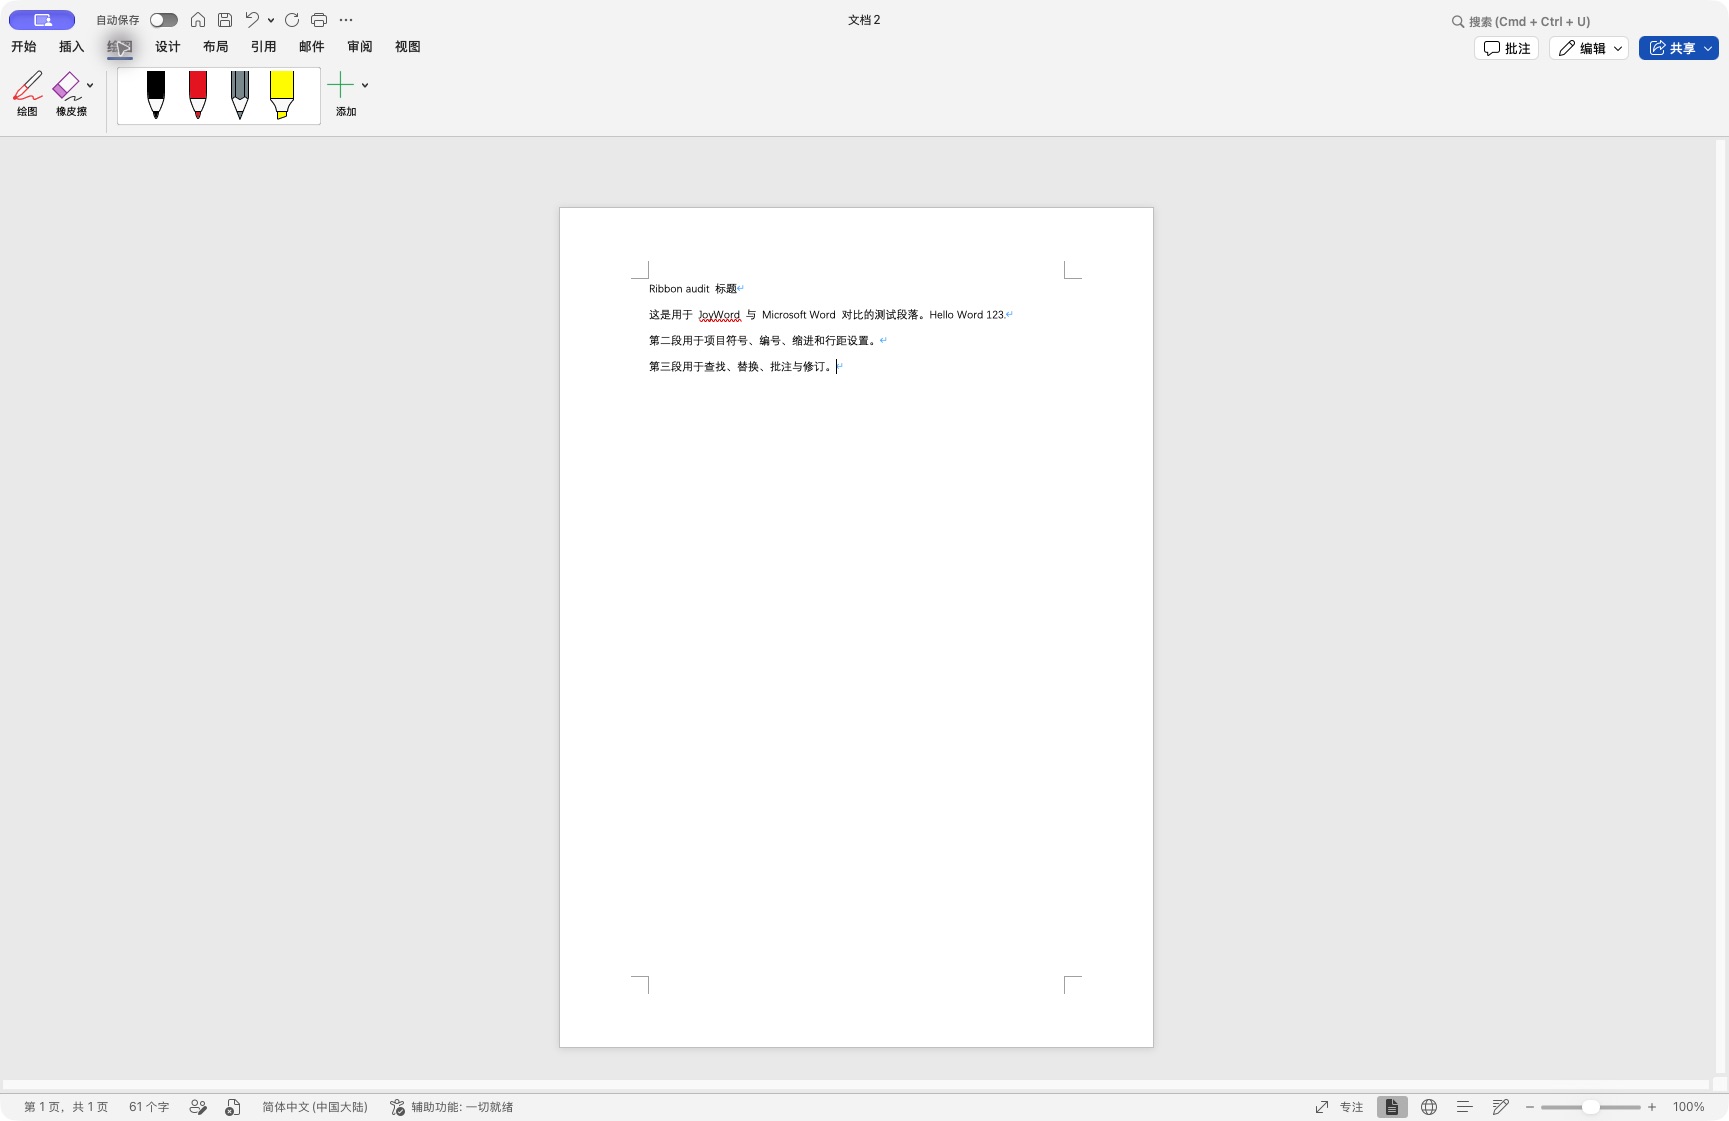 自动保存
文档 2
搜索 (Cmd + Ctrl + U)
开始 插入 绘图 设计 布局 引用 邮件 审阅 视图
批注 编辑 共享
绘图 橡皮擦 添加
Ribbon audit 标题
这是用于 JoyWord 与 Microsoft Word 对比的测试段落。Hello Word 123.
第二段用于项目符号、编号、缩进和行距设置。
第三段用于查找、替换、批注与修订。
第 1 页，共 1 页 61 个字 简体中文 (中国大陆) 辅助功能: 一切就绪 专注 100%